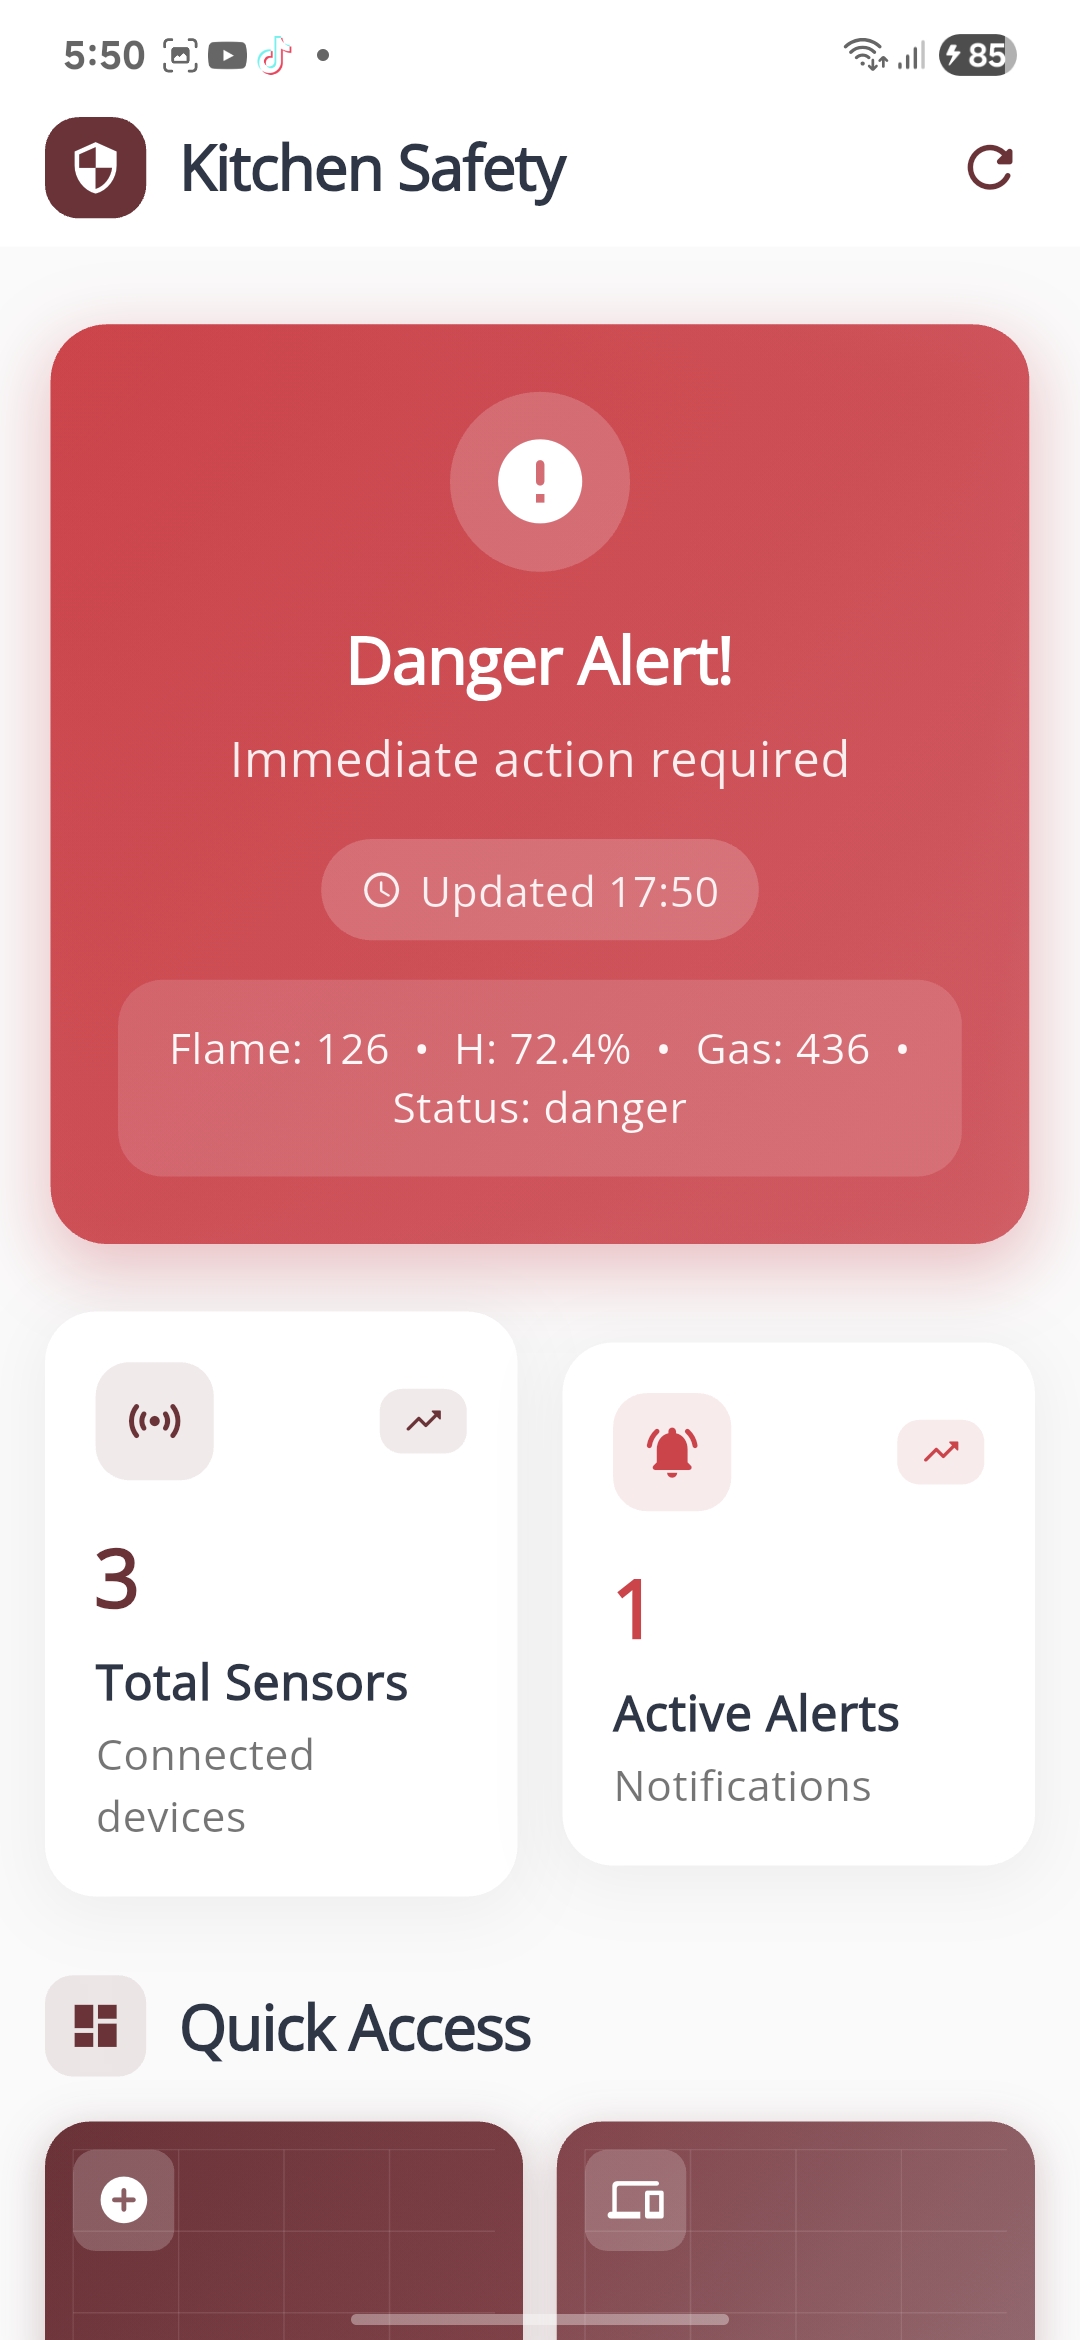 5:50
85
Kitchen Safety
Danger Alert!
Immediate action required
Updated 17:50
Flame: 126 • H: 72.4% • Gas: 436 •
Status: danger
3
Total Sensors
Connected
devices
1
Active Alerts
Notifications
Quick Access